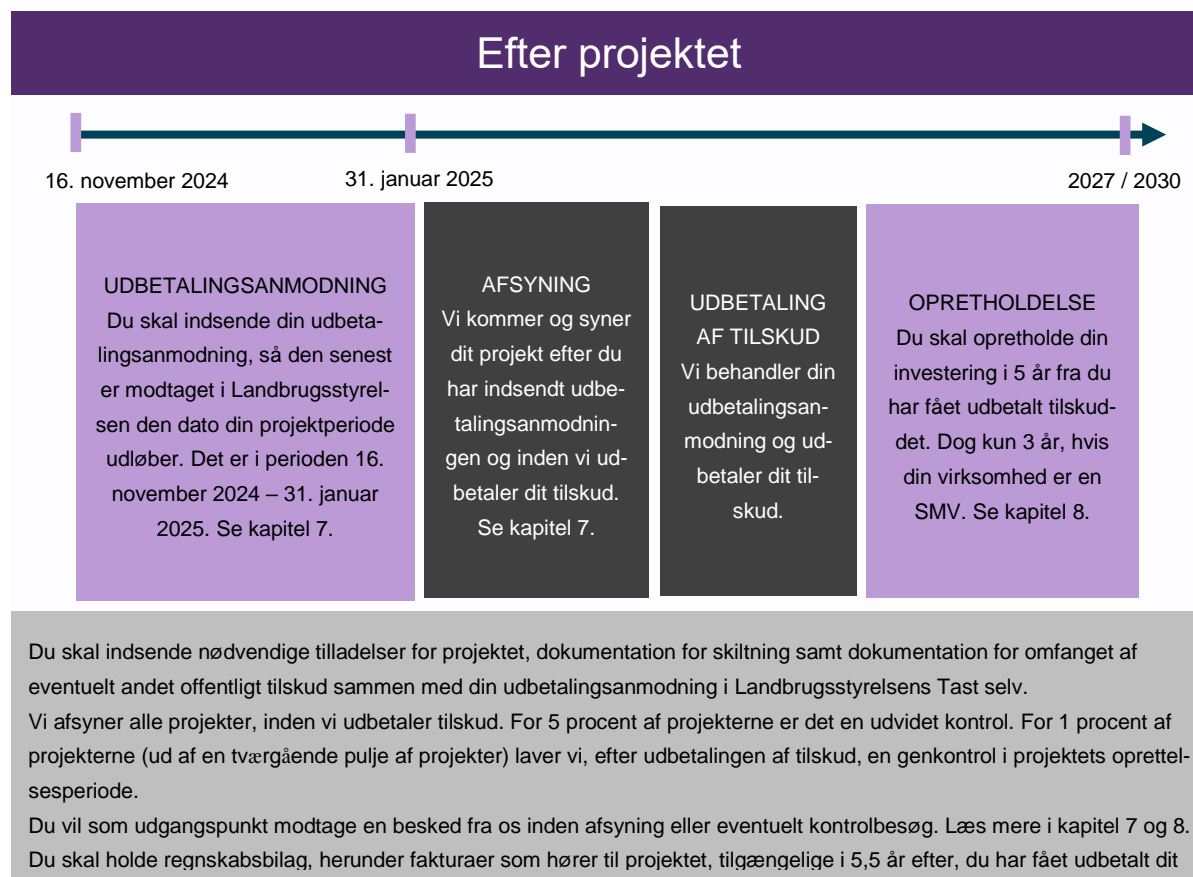 Efter projektet
16. november 2024
31. januar 2025
2027 / 2030
UDBETALINGSANMODNING
Du skal indsende din udbeta-
lingsanmodning, så den senest
er modtaget i Landbrugsstyrel-
sen den dato din projektperiode
udløber. Det er i perioden 16.
november 2024 – 31. januar
2025. Se kapitel 7.
AFSYNING
Vi kommer og syner
dit projekt efter du
har indsendt udbe-
talingsanmodnin-
gen og inden vi ud-
betaler dit tilskud.
Se kapitel 7.
UDBETALING
AF TILSKUD
Vi behandler din
udbetalingsan-
modning og ud-
betaler dit til-
skud.
OPRETHOLDELSE
Du skal opretholde din
investering i 5 år fra du
har fået udbetalt tilskud-
det. Dog kun 3 år, hvis
din virksomhed er en
SMV. Se kapitel 8.
Du skal indsende nødvendige tilladelser for projektet, dokumentation for skiltning samt dokumentation for omfanget af
eventuelt andet offentligt tilskud sammen med din udbetalingsanmodning i Landbrugsstyrelsens Tast selv.
Vi afsyner alle projekter, inden vi udbetaler tilskud. For 5 procent af projekterne er det en udvidet kontrol. For 1 procent af
projekterne (ud af en tværgående pulje af projekter) laver vi, efter udbetalingen af tilskud, en genkontrol i projektets oprettel-
sesperiode.
Du vil som udgangspunkt modtage en besked fra os inden afsyning eller eventuelt kontrolbesøg. Læs mere i kapitel 7 og 8.
Du skal holde regnskabsbilag, herunder fakturaer som hører til projektet, tilgængelige i 5,5 år efter, du har fået udbetalt dit